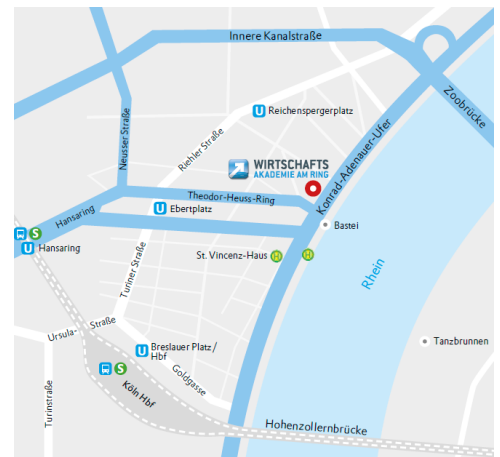 Innere Kanalstraße
Zoobrücke
Neusser Straße
U Reichenspergerplatz
Riehler Straße
Konrad-Adenauer-Ufer
WIRTSCHAFTS
AKADEMIE AM RING
Theodor-Heuss-Ring
U Ebertplatz
Hansaring
Bastei
S
U Hansaring
St. Vincenz-Haus H
H
Rhein
Turiner Straße
Ursula-
Straße
Tanzbrunnen
U Breslauer Platz /
Hbf
S
Goldgasse
Köln Hbf
Turinstraße
Hohenzollernbrücke